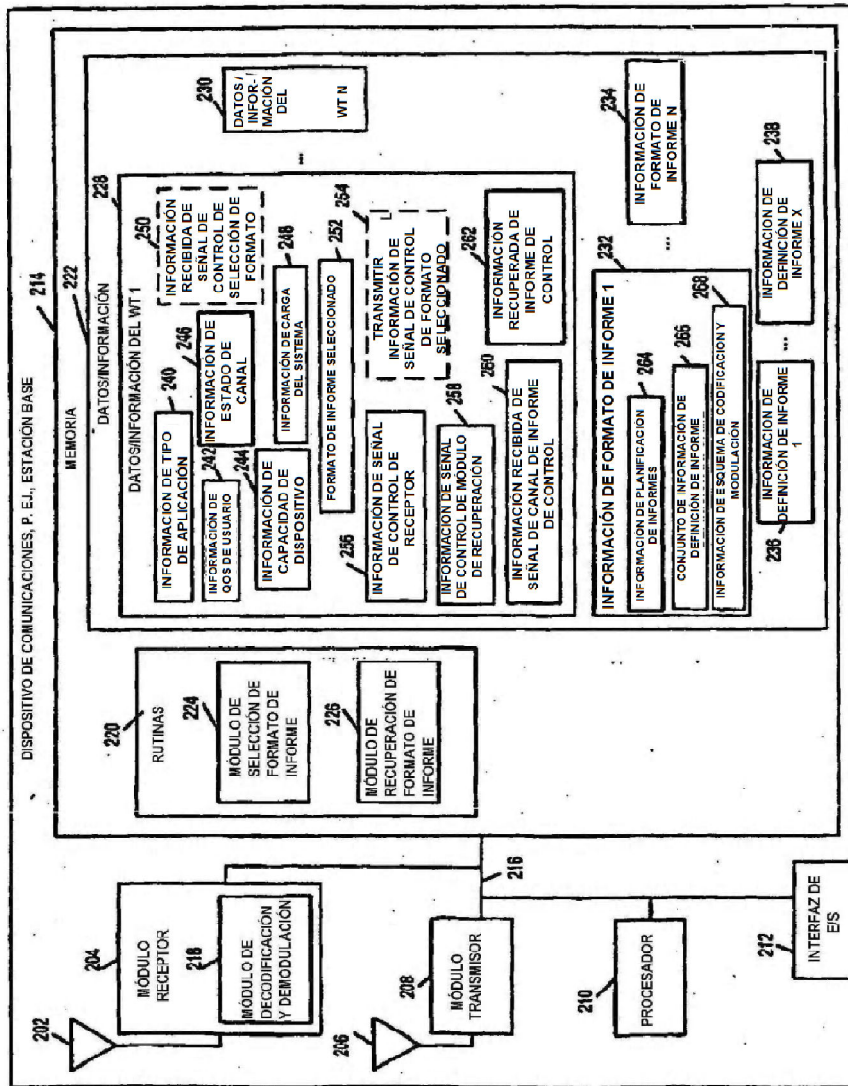 DISPOSITIVO DE COMUNICACIONES, P. EJ., ESTACIÓN BASE
202
204
MÓDULO
RECEPTOR
218
MÓDULO DE
DECODIFICACIÓN
Y DEMODULACIÓN
206
208
MÓDULO
TRANSMISOR
216
210
PROCESADOR
INTERFAZ DE
E/S
212
214
MEMORIA
220
RUTINAS
224
MÓDULO DE
SELECCIÓN DE
FORMATO DE
INFORME
226
MÓDULO DE
RECUPERACIÓN DE
FORMATO DE
INFORME
222
DATOS/INFORMACIÓN
228
DATOS/INFORMACIÓN DEL WT 1
240
INFORMACIÓN DE TIPO
DE APLICACIÓN
242
INFORMACIÓN DE
QOS DE USUARIO
244
INFORMACIÓN DE
CAPACIDAD DE
DISPOSITIVO
246
INFORMACIÓN DE
ESTADO DE
CANAL
250
INFORMACIÓN
RECIBIDA DE
SEÑAL DE
CONTROL DE
SELECCIÓN DE
FORMATO
248
INFORMACIÓN DE CARGA
DEL SISTEMA
252
FORMATO DE INFORME SELECCIONADO
254
TRANSMITIR
INFORMACIÓN DE
SEÑAL DE CONTROL
DE FORMATO
SELECCIONADO
256
INFORMACIÓN DE SEÑAL
DE CONTROL DE
RECEPTOR
258
INFORMACIÓN DE SEÑAL
DE CONTROL DE MÓDULO
DE RECUPERACIÓN
260
INFORMACIÓN RECIBIDA DE
SEÑAL DE CANAL DE INFORME
DE CONTROL
262
INFORMACIÓN
RECUPERADA DE
INFORME DE
CONTROL
...
230
DATOS /
INFOR-
MACIÓN
DEL
WT N
232
INFORMACIÓN DE FORMATO DE INFORME 1
264
INFORMACIÓN DE PLANIFICACIÓN
DE INFORMES
266
CONJUNTO DE INFORMACIÓN DE
DEFINICIÓN DE INFORME
268
INFORMACIÓN DE ESQUEMA DE CODIFICACIÓN Y
MODULACIÓN
...
234
INFORMACIÓN DE
FORMATO DE
INFORME N
236
INFORMACIÓN DE
DEFINICIÓN DE INFORME
1
...
238
INFORMACIÓN DE
DEFINICIÓN DE
INFORME X